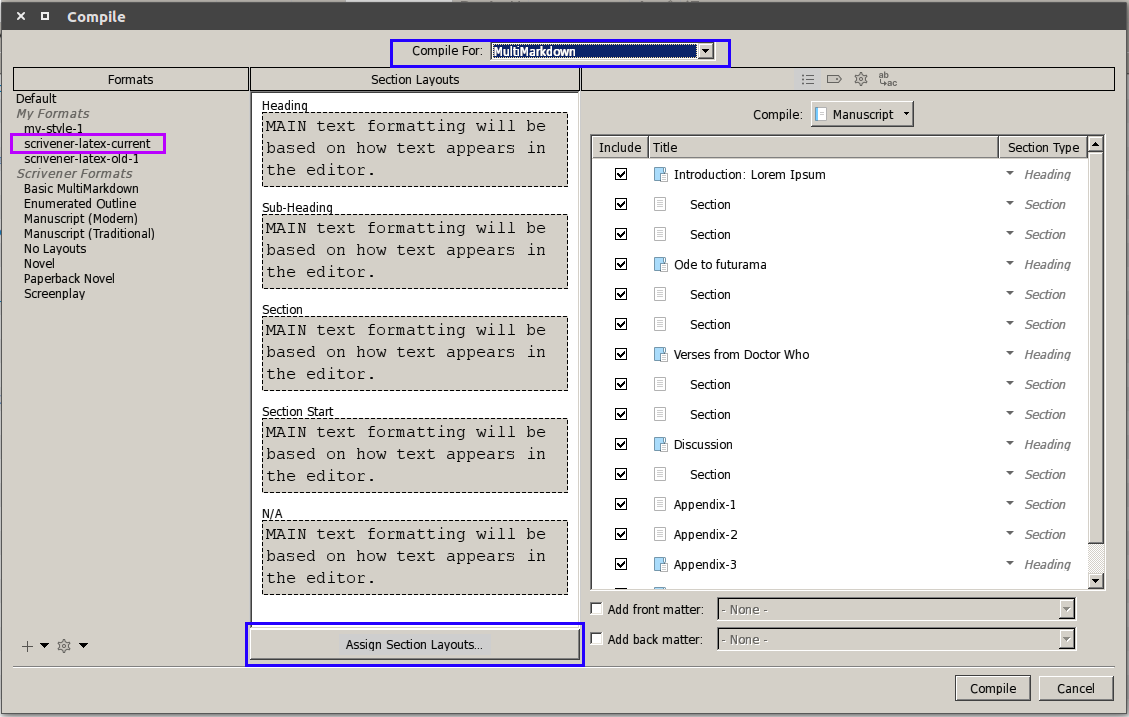 Compile
Compile For: MultiMarkdown
Formats
Section Layouts
ab
ac
Default
My Formats
my-style-1
scrivener-latex-current
scrivener-latex-old-1
Scrivener Formats
Basic MultiMarkdown
Enumerated Outline
Manuscript (Modern)
Manuscript (Traditional)
No Layouts
Novel
Paperback Novel
Screenplay
Heading
MAIN text formatting will be
based on how text appears in
the editor.
Sub-Heading
MAIN text formatting will be
based on how text appears in
the editor.
Section
MAIN text formatting will be
based on how text appears in
the editor.
Section Start
MAIN text formatting will be
based on how text appears in
the editor.
N/A
MAIN text formatting will be
based on how text appears in
the editor.
Assign Section Layouts...
Compile: Manuscript
Include Title Section Type
Introduction: Lorem Ipsum Heading
Section Section
Section Section
Ode to futurama Heading
Section Section
Section Section
Verses from Doctor Who Heading
Section Section
Section Section
Discussion Heading
Section Section
Appendix-1 Section
Appendix-2 Section
Appendix-3 Heading
Add front matter: - None -
Add back matter: - None -
Compile Cancel